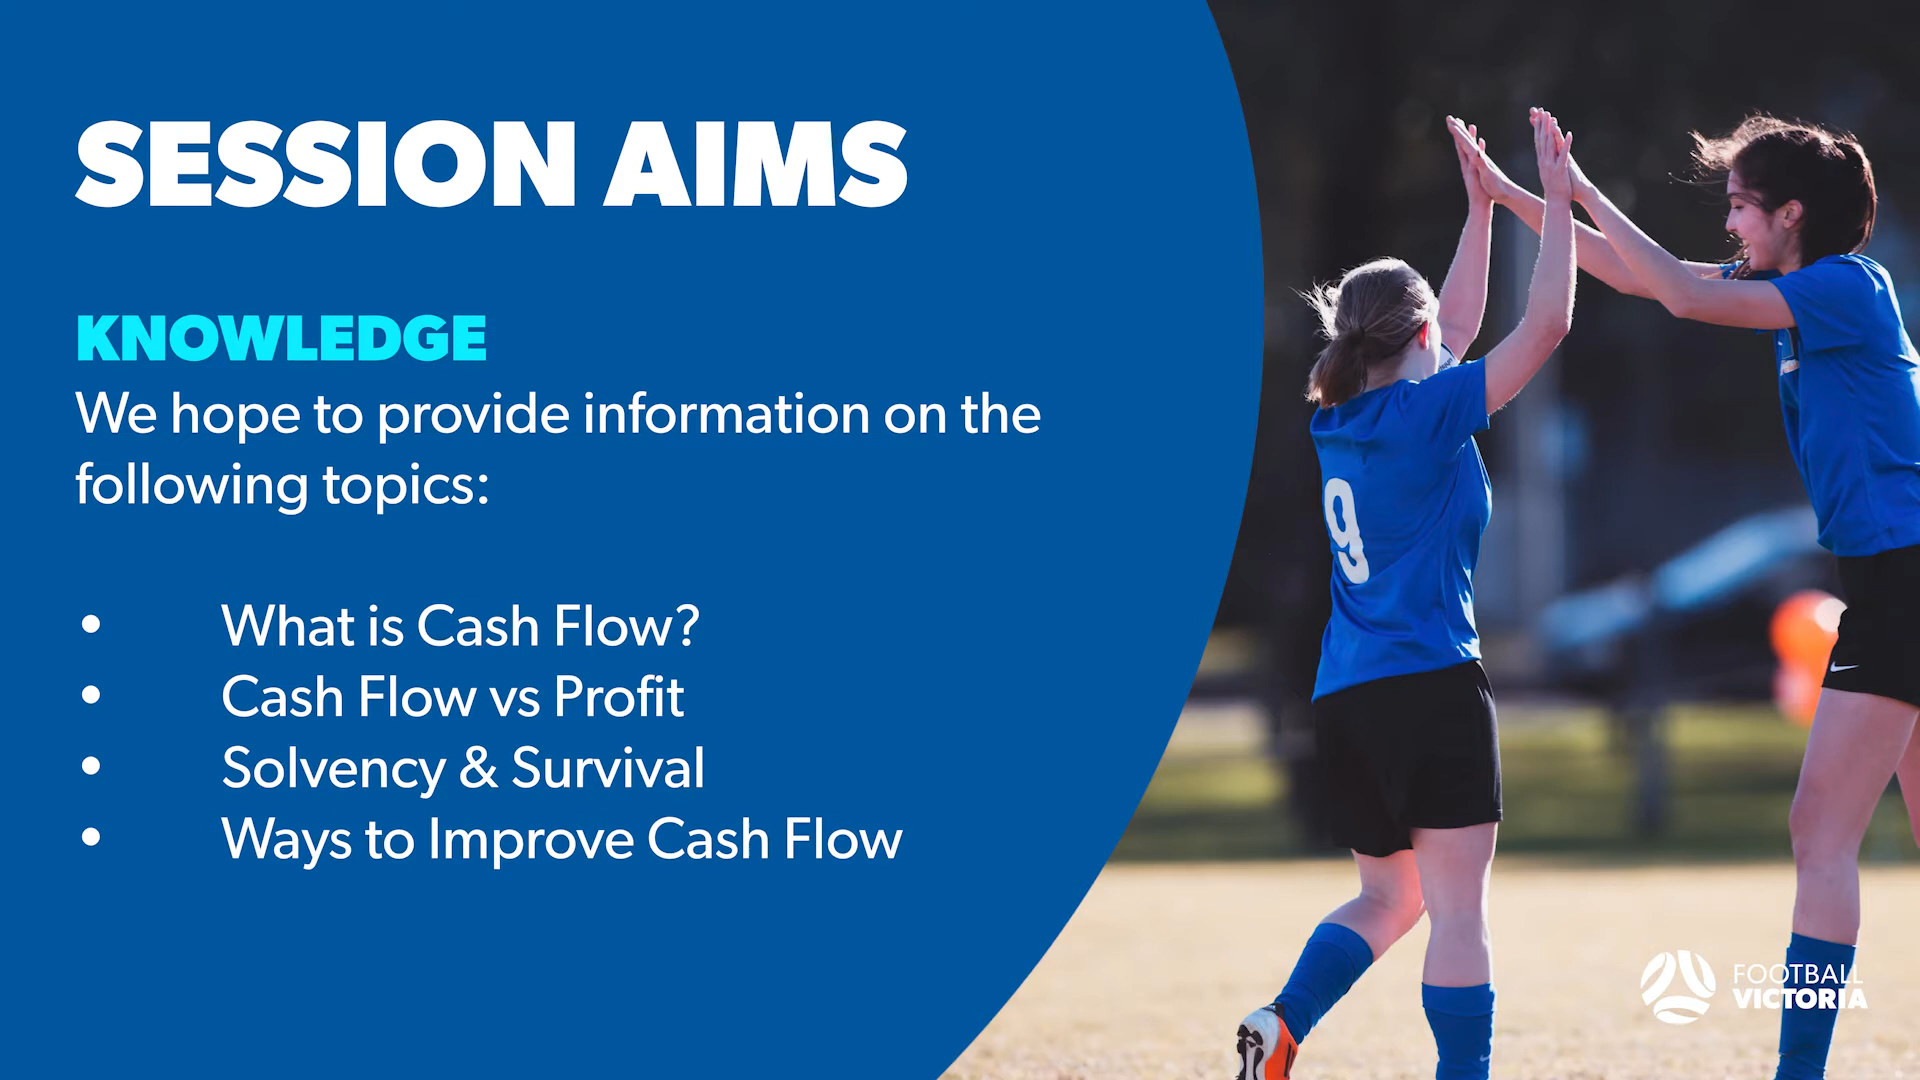 SESSION AIMS
KNOWLEDGE
We hope to provide information on the
following topics:
• What is Cash Flow?
• Cash Flow vs Profit
• Solvency & Survival
• Ways to Improve Cash Flow
9
FOOTBALL
VICTORIA